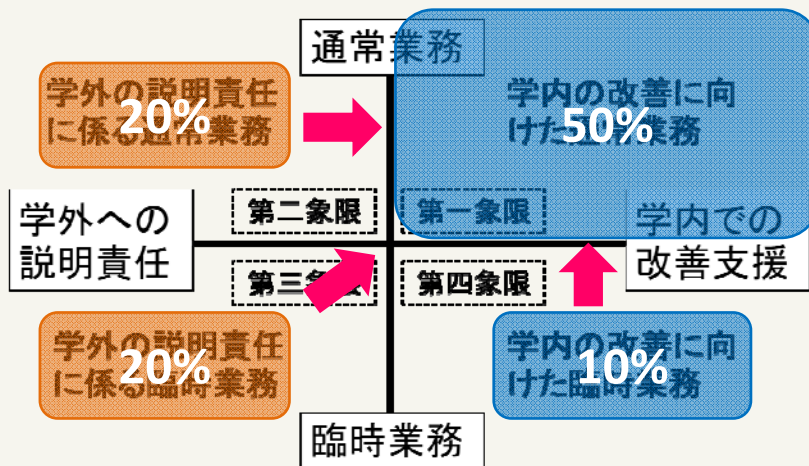 通常業務
学外の説明責任
に係る通常業務
20%
学内の改善に向
けた通常業務
50%
第二象限
第一象限
学外への
説明責任
学内での
改善支援
第三象限
第四象限
学外の説明責任
に係る臨時業務
20%
学内の改善に向
けた臨時業務
10%
臨時業務